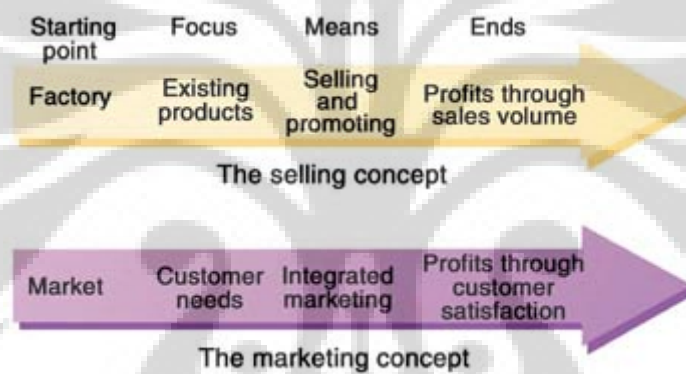 Starting point
Focus
Means
Ends
Factory
Existing products
Selling and promoting
Profits through sales volume
The selling concept
Market
Customer needs
Integrated marketing
Profits through customer satisfaction
The marketing concept